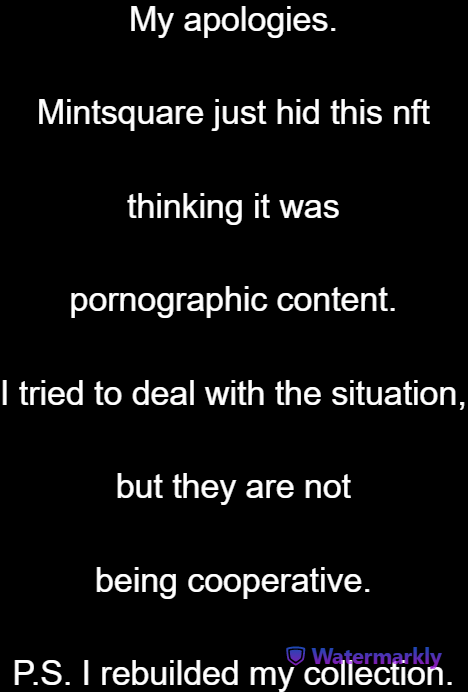 My apologies.
Mintsquare just hid this nft
thinking it was
pornographic content.
I tried to deal with the situation,
but they are not
being cooperative.
Watermarkly
P.S. I rebuilded my collection.